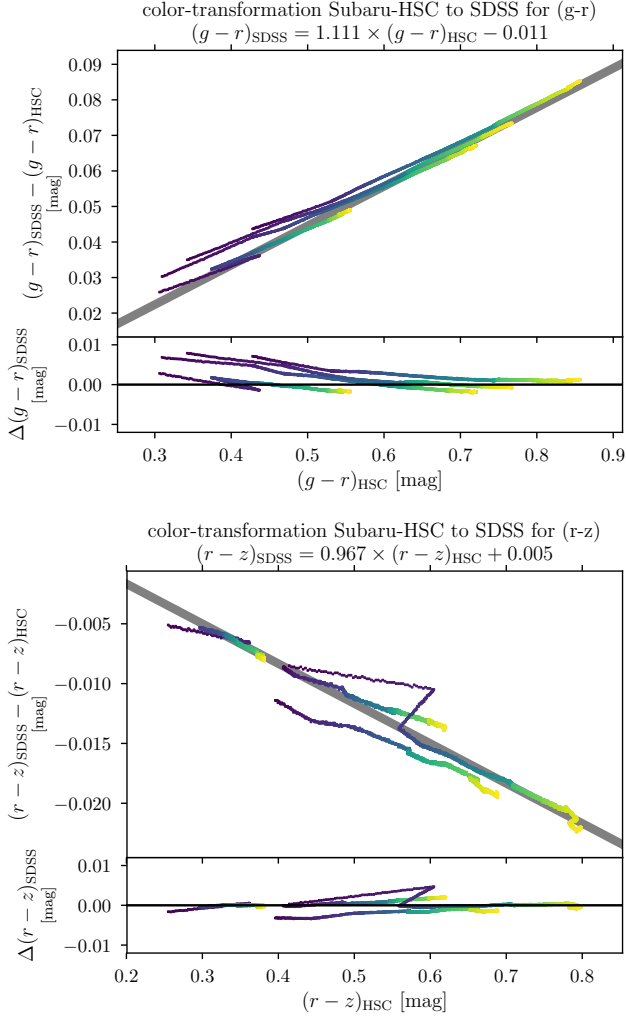 color-transformation Subaru-HSC to SDSS for (g-r)
(g − r)SDSS = 1.111 × (g − r)HSC − 0.011
0.09
0.08
0.07
0.06
0.05
0.04
0.03
0.02
(g − r)SDSS − (g − r)HSC
[mag]
0.01
0.00
−0.01
Δ(g − r)SDSS
[mag]
0.3 0.4 0.5 0.6 0.7 0.8 0.9
(g − r)HSC [mag]
color-transformation Subaru-HSC to SDSS for (r-z)
(r − z)SDSS = 0.967 × (r − z)HSC + 0.005
−0.005
−0.010
−0.015
−0.020
(r − z)SDSS − (r − z)HSC
[mag]
0.01
0.00
−0.01
Δ(r − z)SDSS
[mag]
0.2 0.3 0.4 0.5 0.6 0.7 0.8
(r − z)HSC [mag]